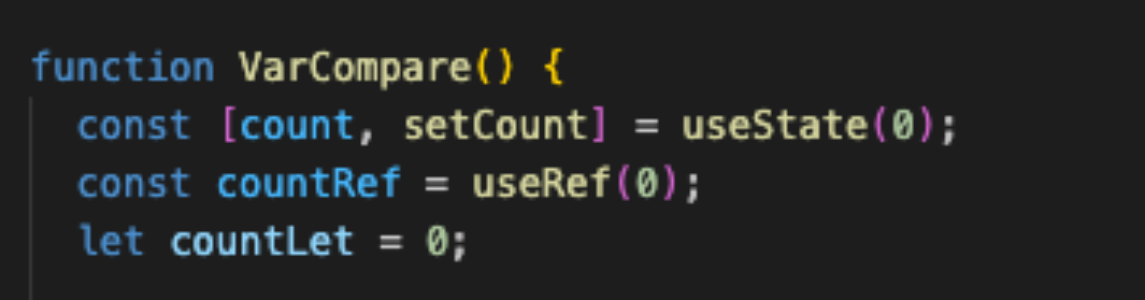 function VarCompare() {
const [count, setCount] = useState(0);
const countRef = useRef(0);
let countLet = 0;